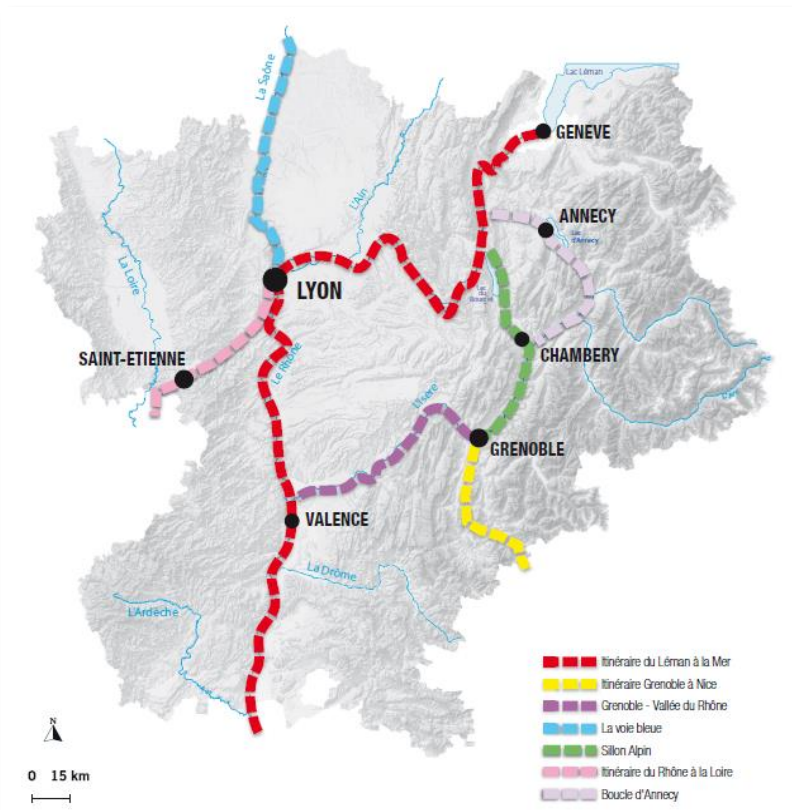 La Saône
Lac Léman
GENEVE
L'Ain
ANNECY
Lac
d'Annecy
La Loire
LYON
Lac
du
Bourget
SAINT-ETIENNE
Le Rhône
CHAMBERY
L'Isère
L'Arc
GRENOBLE
VALENCE
La Drôme
L'Ardèche
Itinéraire du Léman à la Mer
Itinéraire Grenoble à Nice
Grenoble - Vallée du Rhône
La voie bleue
Sillon Alpin
Itinéraire du Rhône à la Loire
Boucle d'Annecy
N
0 15 km